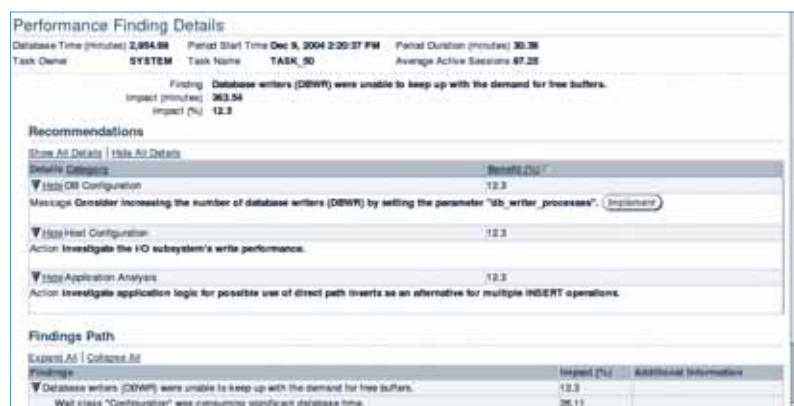 Performance Finding Details
Database Time (minutes) 2,954.69 Period Start Time Dec 9, 2004 2:20:37 PM Period Duration (minutes) 30.38
Task Owner SYSTEM Task Name TASK_50 Average Active Sessions 97.25
Finding Database writers (DBWR) were unable to keep up with the demand for free buffers.
Impact (minutes) 363.54
Impact (%) 12.3
Recommendations
Show All Details | Hide All Details
Details Category Benefit (%)
Hide DB Configuration 12.3
Message Consider increasing the number of database writers (DBWR) by setting the parameter "db_writer_processes". Implement
Hide Host Configuration 12.3
Action Investigate the I/O subsystem's write performance.
Hide Application Analysis 12.3
Action Investigate application logic for possible use of direct path inserts as an alternative for multiple INSERT operations.
Findings Path
Expand All | Collapse All
Findings Impact (%) Additional Information
Database writers (DBWR) were unable to keep up with the demand for free buffers. 12.3
Wait class "Configuration" was consuming significant database time. 26.11